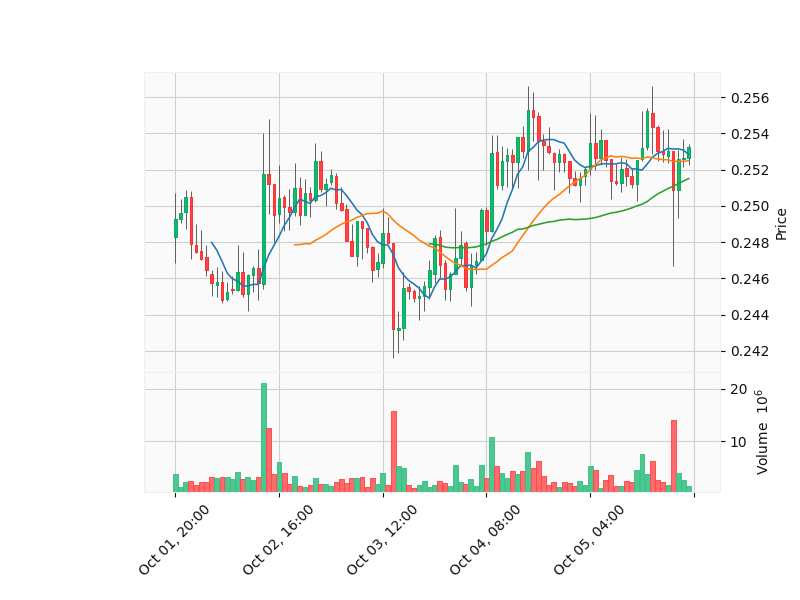 0.256
0.254
0.252
0.250
0.248
0.246
0.244
0.242
Price
20
10
Volume 10^6
Oct 01, 20:00
Oct 02, 16:00
Oct 03, 12:00
Oct 04, 08:00
Oct 05, 04:00